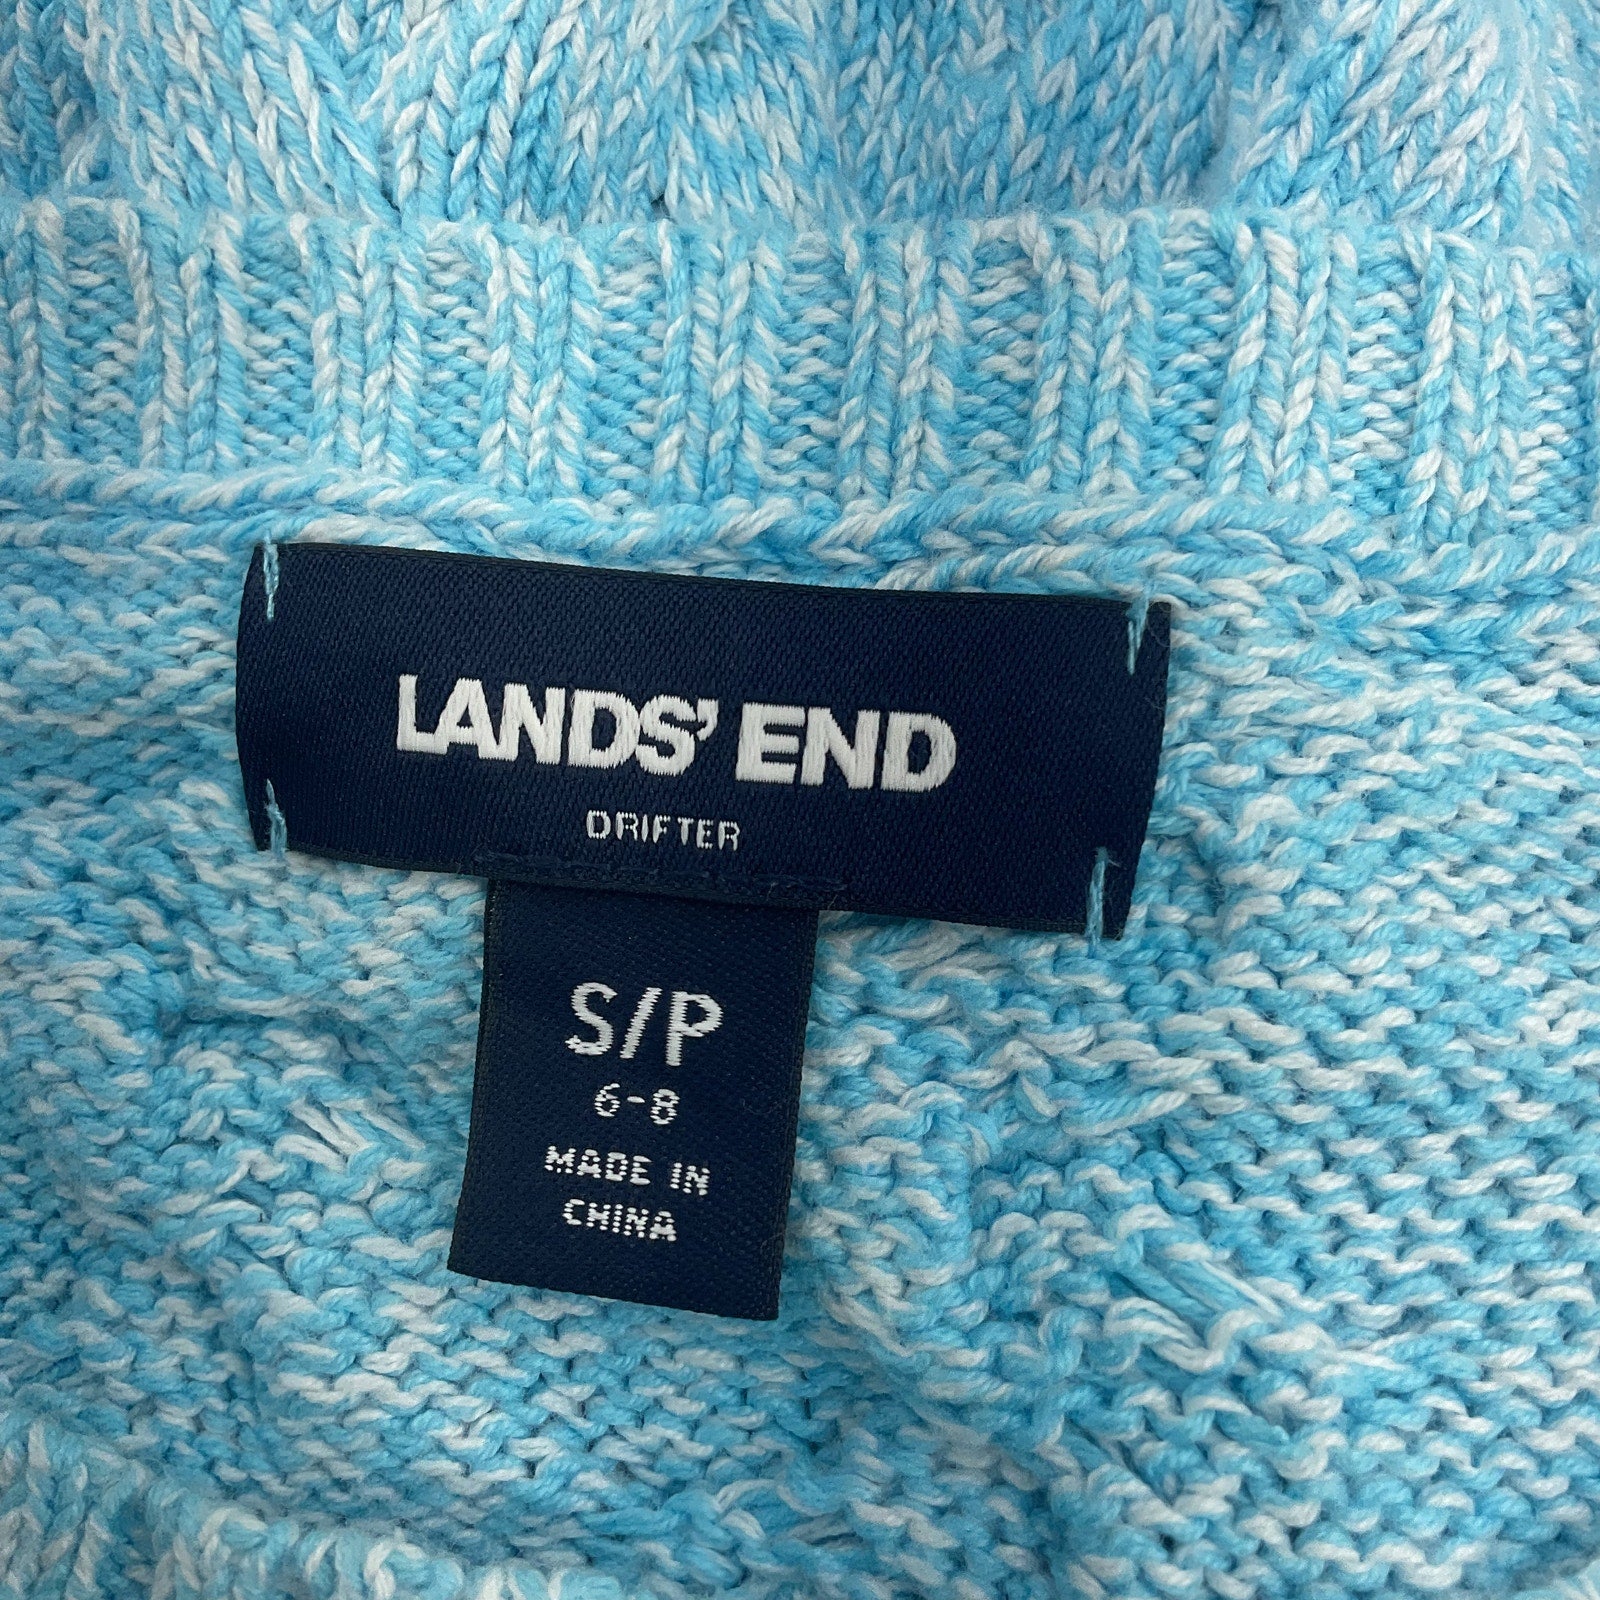 LANDS' END
DRIFTER
S/P
6-8
MADE IN
CHINA